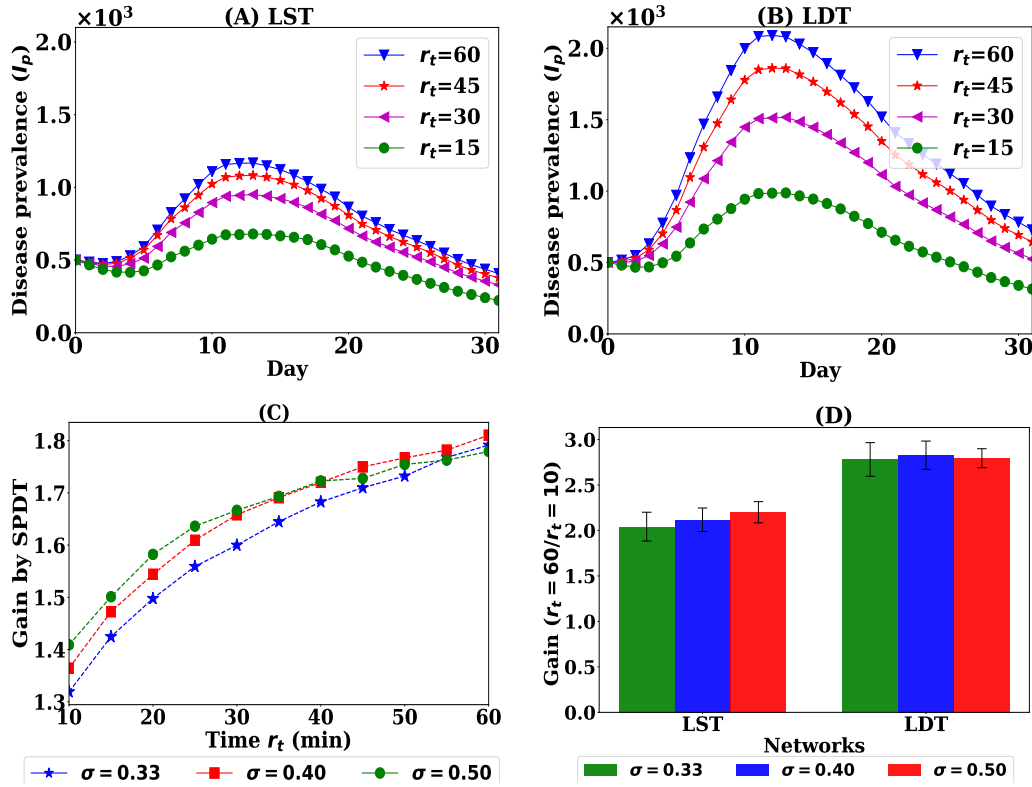 (A) LST
×10³
2.0
1.5
1.0
0.5
0.0
Disease prevalence (I_p)
r_t=60
r_t=45
r_t=30
r_t=15
0 10 20 30
Day
(B) LDT
×10³
2.0
1.5
1.0
0.5
0.0
Disease prevalence (I_p)
r_t=60
r_t=45
r_t=30
r_t=15
0 10 20 30
Day
(C)
1.8
1.7
1.6
1.5
1.4
1.3
Gain by SPDT
10 20 30 40 50 60
Time r_t (min)
σ = 0.33 σ = 0.40 σ = 0.50
(D)
3.0
2.5
2.0
1.5
1.0
0.5
0.0
Gain (r_t = 60/r_t = 10)
LST LDT
Networks
σ = 0.33 σ = 0.40 σ = 0.50